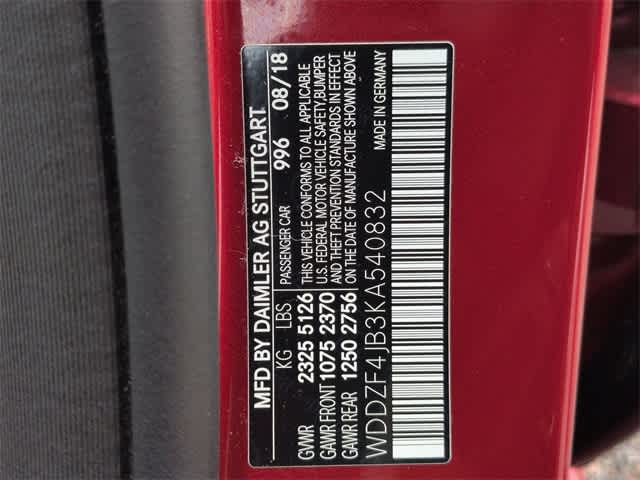 MFD BY DAIMLER AG STUTTGART
KG LBS PASSENGER CAR 996 08/18
GVWR 2325 5126 THIS VEHICLE CONFORMS TO ALL APPLICABLE
GAWR FRONT 1075 2370 U.S. FEDERAL MOTOR VEHICLE SAFETY,BUMPER
GAWR REAR 1250 2756 AND THEFT PREVENTION STANDARDS IN EFFECT
ON THE DATE OF MANUFACTURE SHOWN ABOVE
WDDZF4JB3KA540832 MADE IN GERMANY